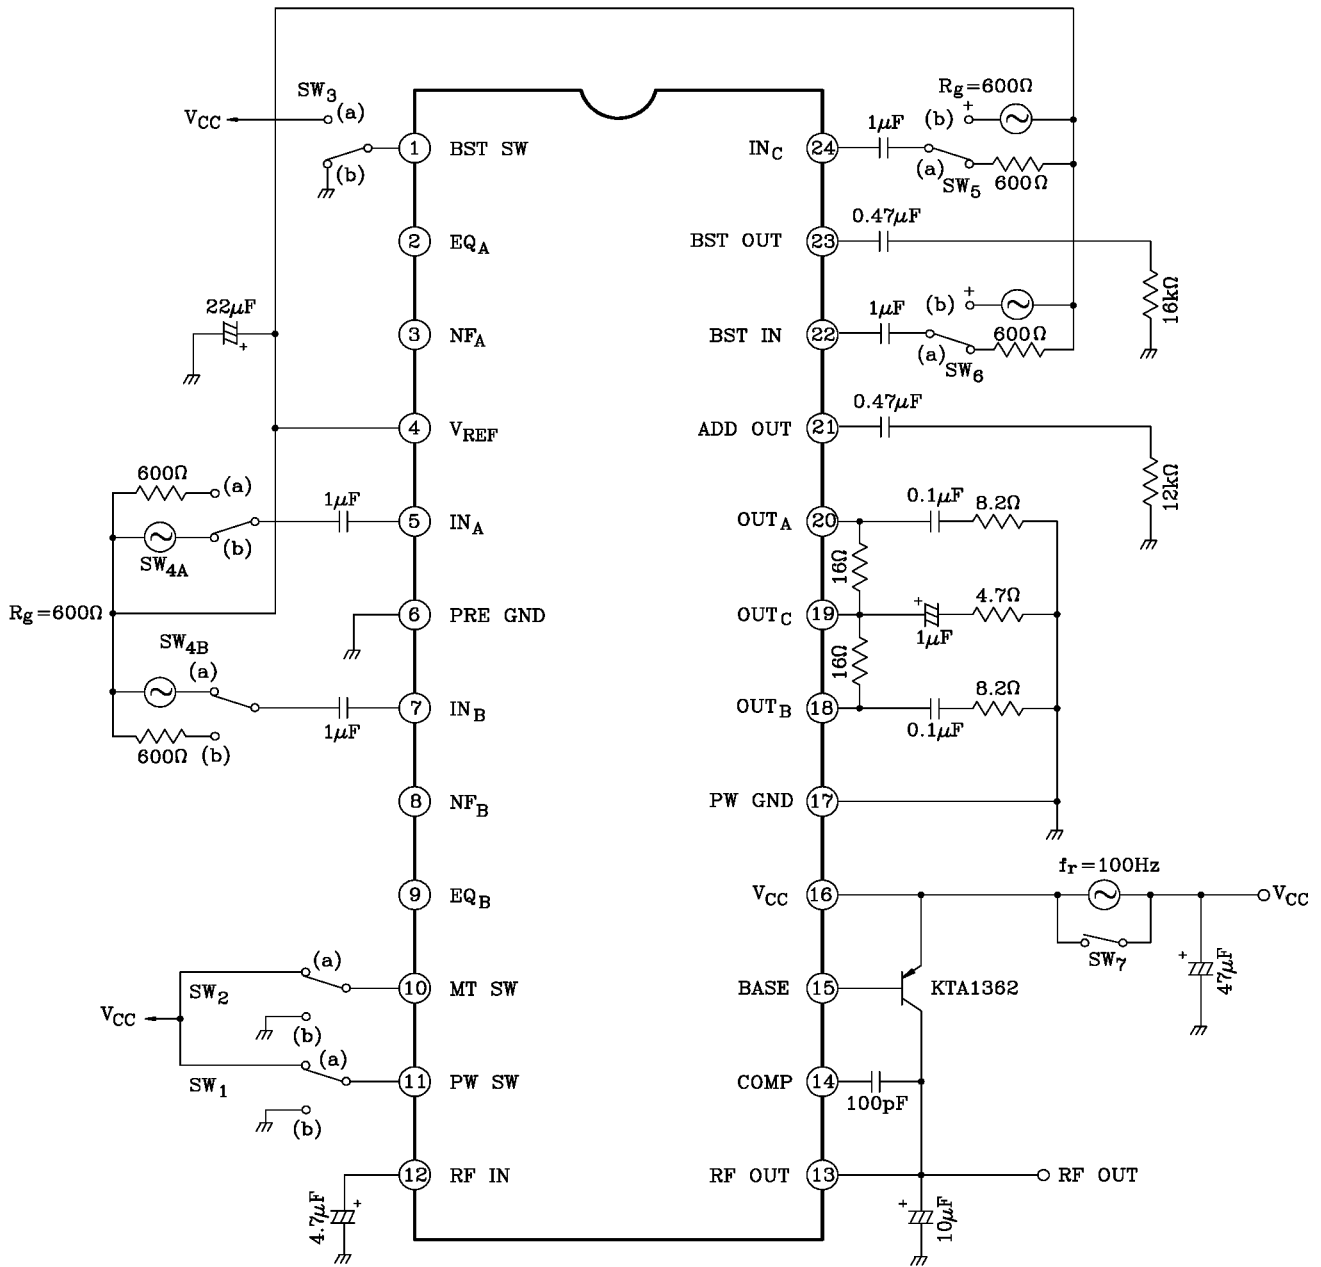 SW3
(a)
VCC
(b)
1 BST SW
2 EQA
22μF
+
3 NFA
4 VREF
600Ω
(a)
1μF
5 INA
(b)
SW4A
Rg=600Ω
6 PRE GND
SW4B
(a)
7 INB
1μF
600Ω
(b)
8 NFB
9 EQB
(a)
SW2
10 MT SW
VCC
(b)
(a)
SW1
11 PW SW
(b)
12 RF IN
4.7μF
+
Rg=600Ω
+
(b)
1μF
INC 24
(a)
SW5
600Ω
0.47μF
BST OUT 23
16kΩ
+
(b)
1μF
600Ω
BST IN 22
(a)
SW6
0.47μF
ADD OUT 21
12kΩ
0.1μF
8.2Ω
OUTA 20
16Ω
4.7Ω
+
OUTC 19
1μF
16Ω
8.2Ω
OUTB 18
0.1μF
PW GND 17
fr=100Hz
VCC 16
VCC
SW7
+
47μF
BASE 15
KTA1362
COMP 14
100pF
RF OUT 13
RF OUT
+
10μF